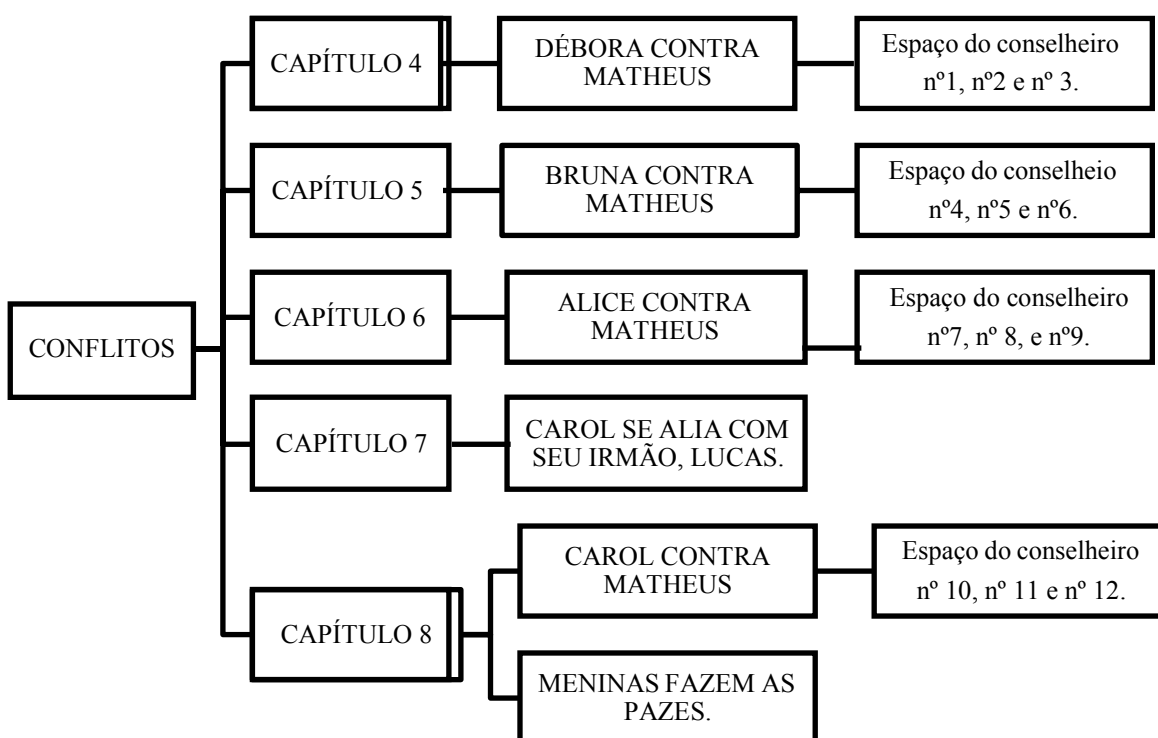 CONFLITOS
CAPÍTULO 4
DÉBORA CONTRA
MATHEUS
Espaço do conselheiro
nº1, nº2 e nº 3.
CAPÍTULO 5
BRUNA CONTRA
MATHEUS
Espaço do conselheio
nº4, nº5 e nº6.
CAPÍTULO 6
ALICE CONTRA
MATHEUS
Espaço do conselheiro
nº7, nº 8, e nº9.
CAPÍTULO 7
CAROL SE ALIA COM
SEU IRMÃO, LUCAS.
CAPÍTULO 8
CAROL CONTRA
MATHEUS
Espaço do conselheiro
nº 10, nº 11 e nº 12.
MENINAS FAZEM AS
PAZES.